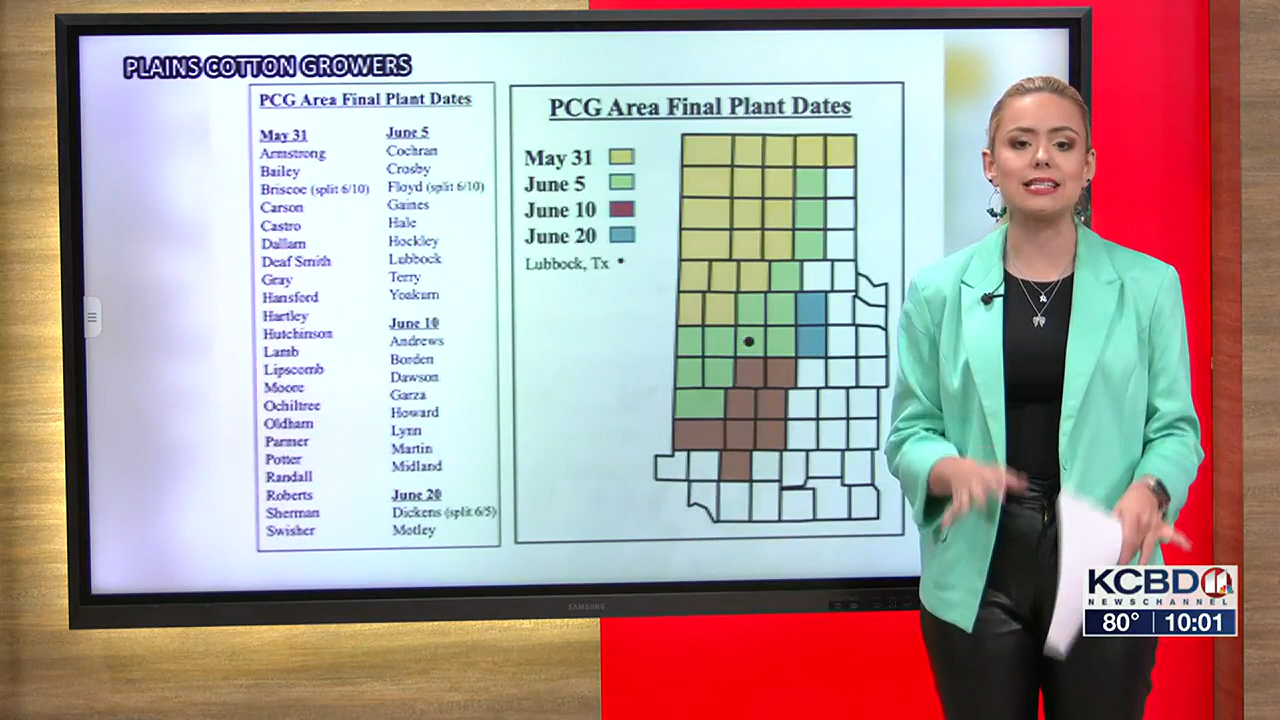 PLAINS COTTON GROWERS
PCG Area Final Plant Dates
May 31
Armstrong
Bailey
Briscoe (split 6/10)
Carson
Castro
Dallam
Deaf Smith
Gray
Hansford
Hartley
Hutchinson
Lamb
Lipscomb
Moore
Ochiltree
Oldham
Parmer
Potter
Randall
Roberts
Sherman
Swisher
June 5
Cochran
Crosby
Floyd (split 6/10)
Gaines
Hale
Hockley
Lubbock
Terry
Yoakum
June 10
Andrews
Borden
Dawson
Garza
Howard
Lynn
Martin
Midland
June 20
Dickens (split 6/5)
Motley
PCG Area Final Plant Dates
May 31
June 5
June 10
June 20
Lubbock, Tx
SAMSUNG
KCBD 11
NEWSCHANNEL
80° 10:01